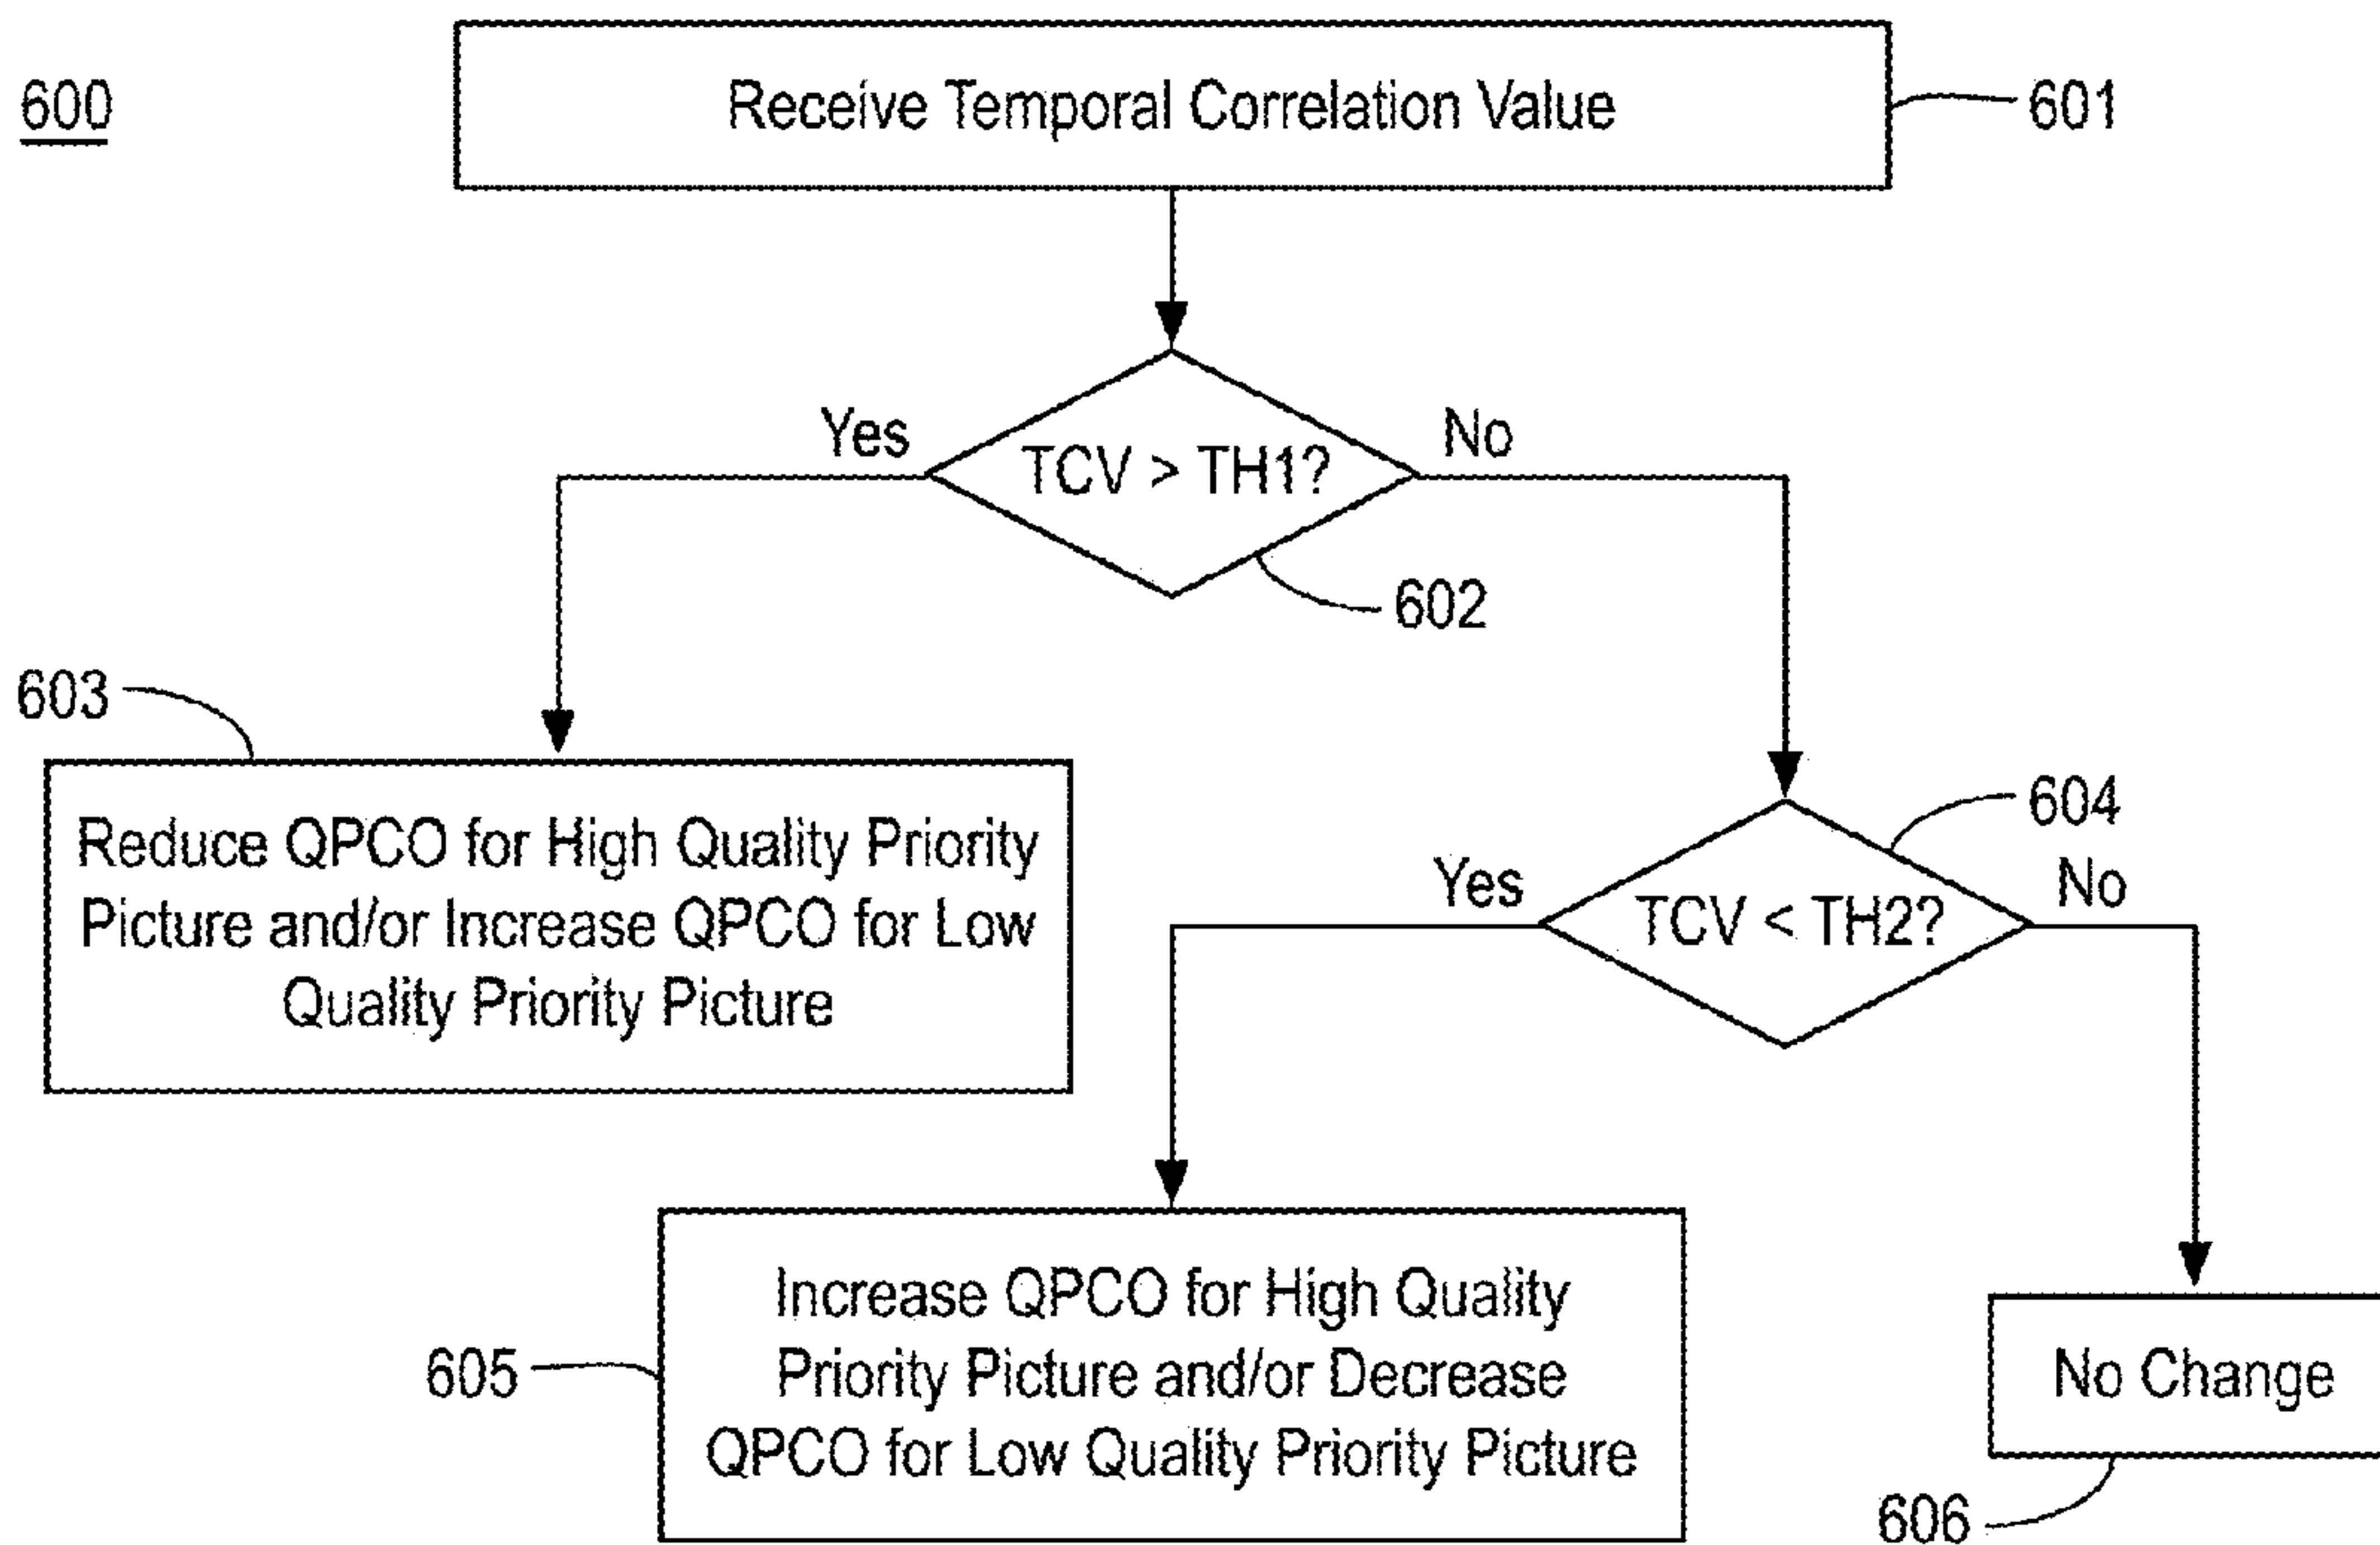 600
Receive Temporal Correlation Value
601
Yes
TCV > TH1?
No
602
603
Reduce QPCO for High Quality Priority
Picture and/or Increase QPCO for Low
Quality Priority Picture
604
Yes
TCV < TH2?
No
605
Increase QPCO for High Quality
Priority Picture and/or Decrease
QPCO for Low Quality Priority Picture
No Change
606